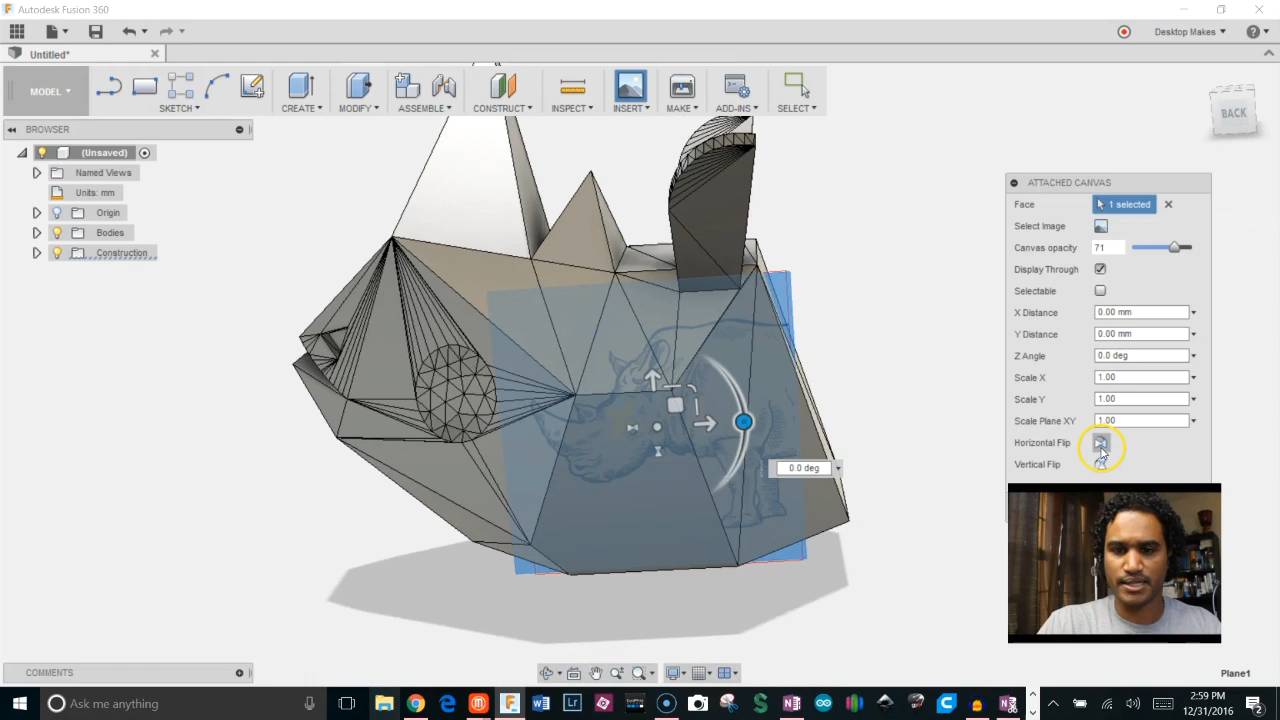 Autodesk Fusion 360
Desktop Makes
Untitled*
MODEL
SKETCH
CREATE
MODIFY
ASSEMBLE
CONSTRUCT
INSPECT
INSERT
MAKE
ADD-INS
SELECT
BACK
BROWSER
(Unsaved)
Named Views
Units: mm
Origin
Bodies
Construction
ATTACHED CANVAS
Face 1 selected
Select Image
Canvas opacity 71
Display Through
Selectable
X Distance 0.00 mm
Y Distance 0.00 mm
Z Angle 0.0 deg
Scale X 1.00
Scale Y 1.00
Scale Plane XY 1.00
Horizontal Flip
Vertical Flip
0.0 deg
COMMENTS
Plane1
Ask me anything
2:59 PM
12/31/2016